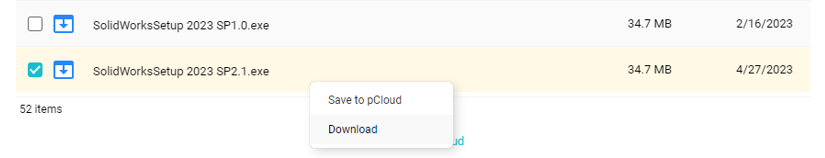 SolidWorksSetup 2023 SP1.0.exe 34.7 MB 2/16/2023
SolidWorksSetup 2023 SP2.1.exe 34.7 MB 4/27/2023
52 items
Save to pCloud
Download